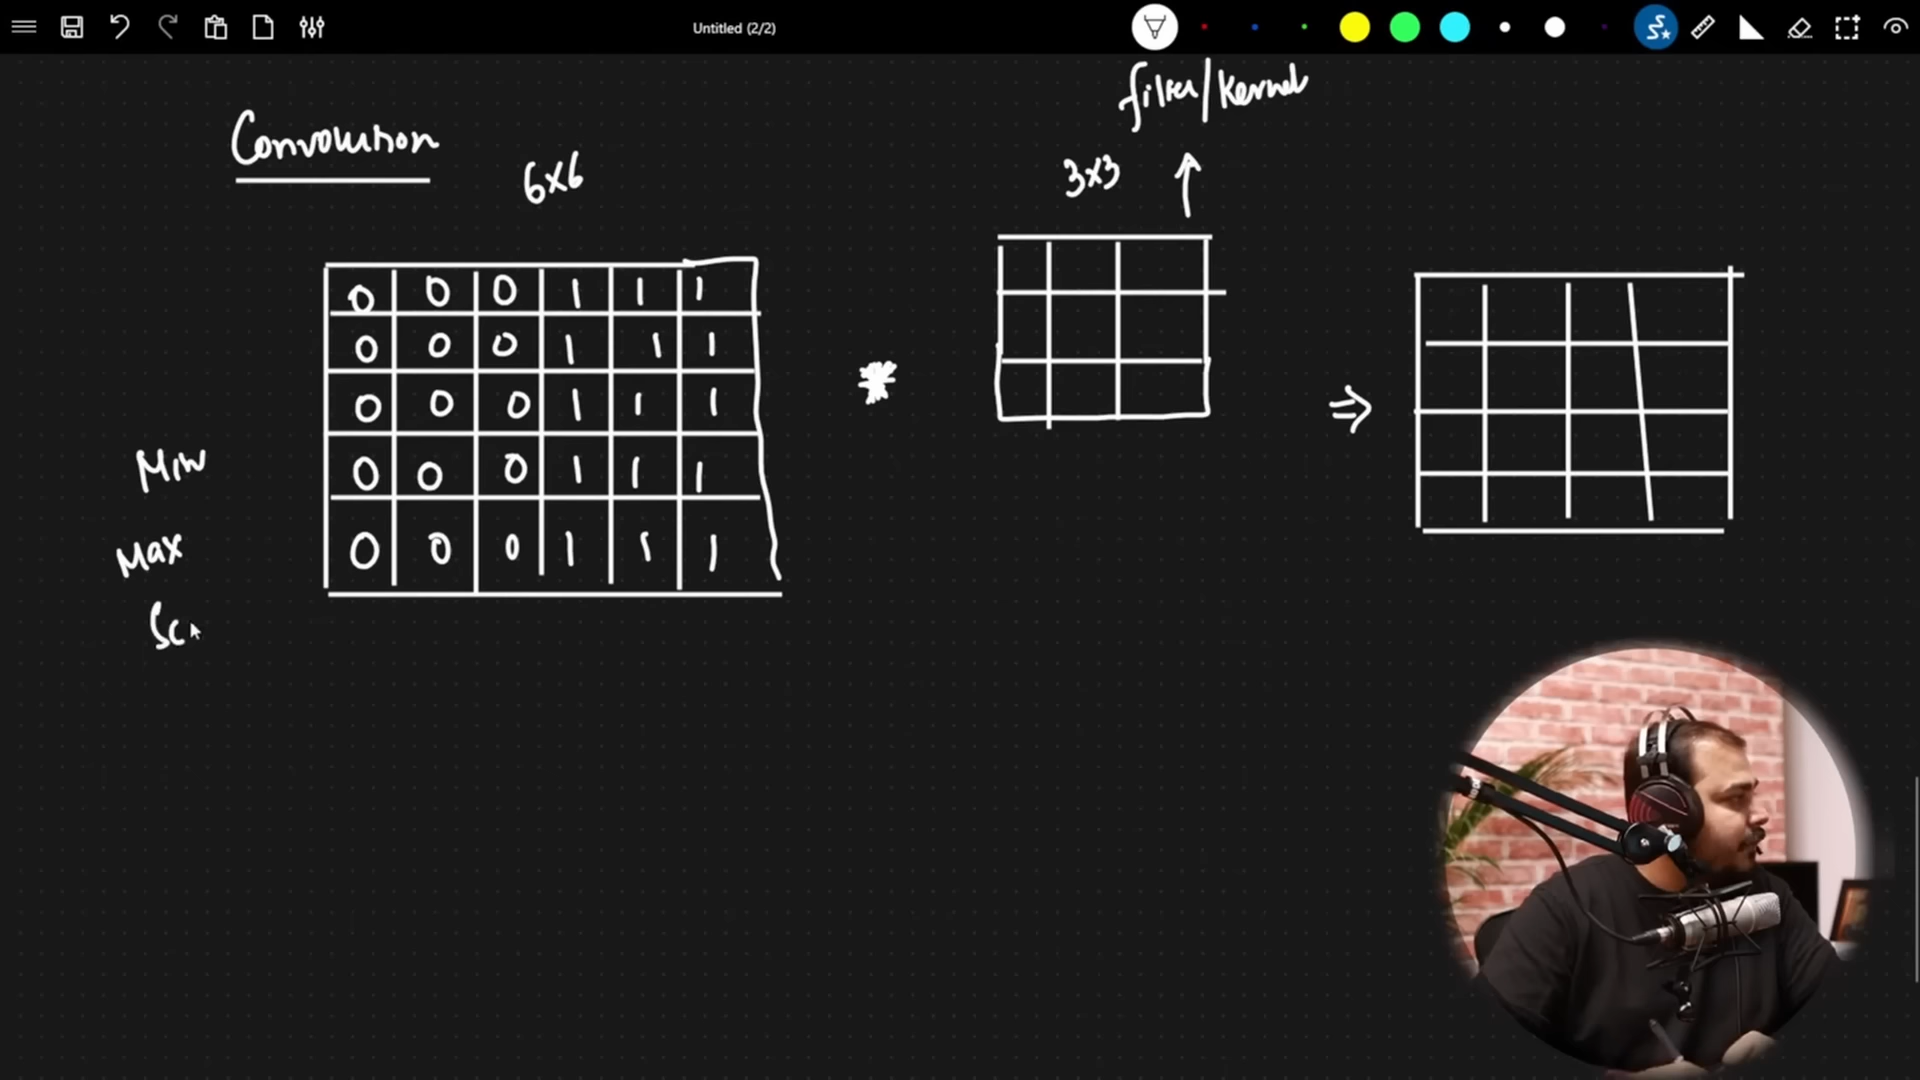 Untitled (2/2)
filter/kernel
Convolution
6x6
3x3
0 0 0 1 1 1
0 0 0 1 1 1
0 0 0 1 1 1
*
⇒
Min
0 0 0 1 1 1
Max
0 0 0 1 1 1
Sc